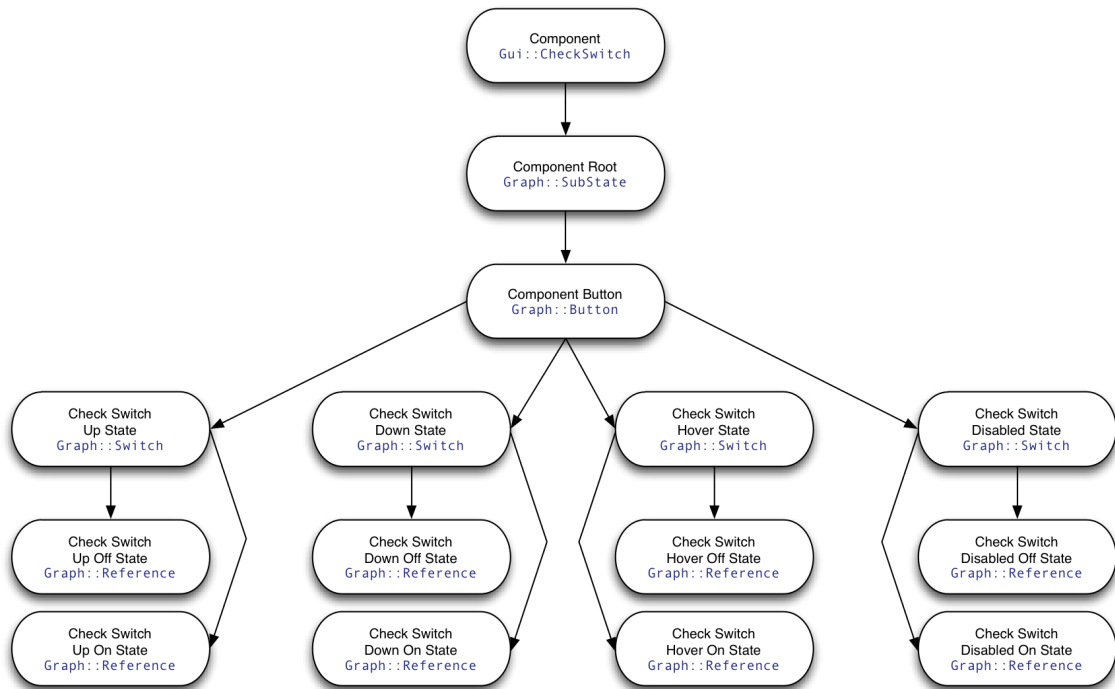 Component
Gui::CheckSwitch
Component Root
Graph::SubState
Component Button
Graph::Button
Check Switch
Up State
Graph::Switch
Check Switch
Down State
Graph::Switch
Check Switch
Hover State
Graph::Switch
Check Switch
Disabled State
Graph::Switch
Check Switch
Up Off State
Graph::Reference
Check Switch
Down Off State
Graph::Reference
Check Switch
Hover Off State
Graph::Reference
Check Switch
Disabled Off State
Graph::Reference
Check Switch
Up On State
Graph::Reference
Check Switch
Down On State
Graph::Reference
Check Switch
Hover On State
Graph::Reference
Check Switch
Disabled On State
Graph::Reference